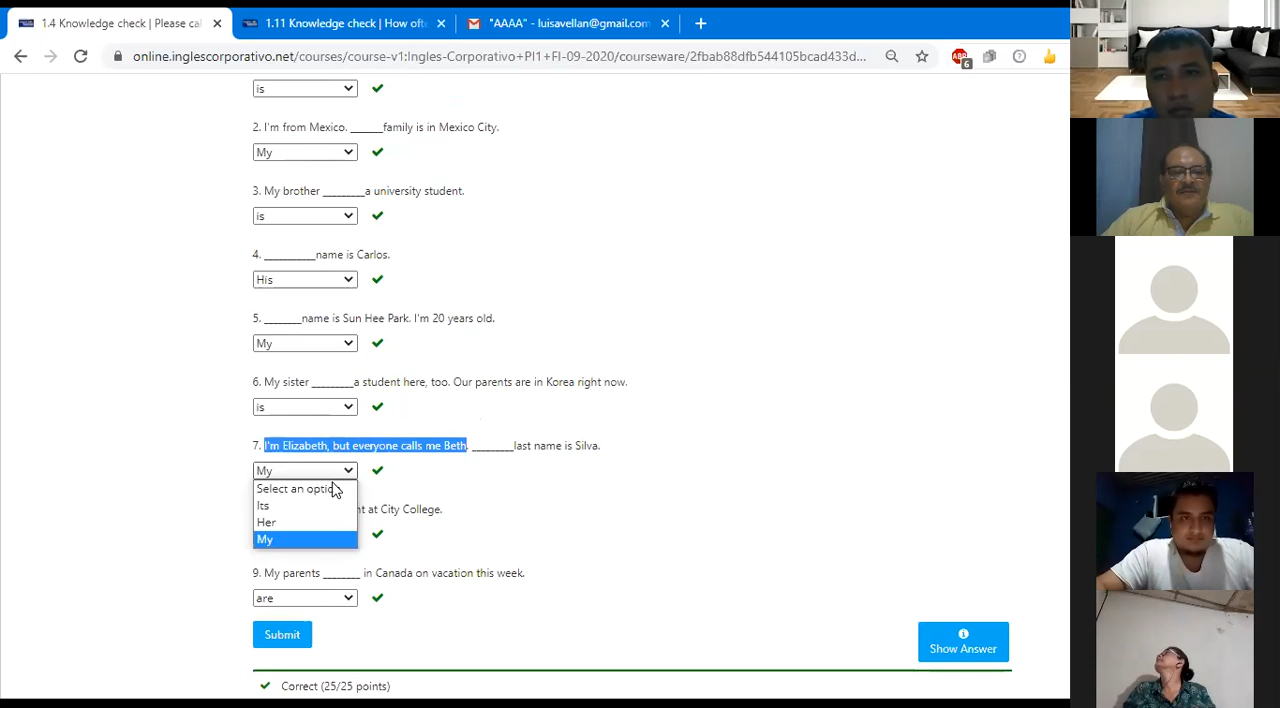 1.4 Knowledge check | Please cal
1.11 Knowledge check | How ofte
"AAAA" - luisavellan@gmail.com
online.inglescorporativo.net/courses/course-v1:Ingles-Corporativo+PI1+FI-09-2020/courseware/2fbab88dfb544105bcad433d...
ABP
6
is
2. I'm from Mexico. ______family is in Mexico City.
My
3. My brother _________a university student.
is
4. __________name is Carlos.
His
5. _______name is Sun Hee Park. I'm 20 years old.
My
6. My sister ________a student here, too. Our parents are in Korea right now.
is
7. I'm Elizabeth, but everyone calls me Beth. ________last name is Silva.
My
Select an optio
Its
Her
My
nt at City College.
9. My parents _______ in Canada on vacation this week.
are
Submit
Show Answer
Correct (25/25 points)